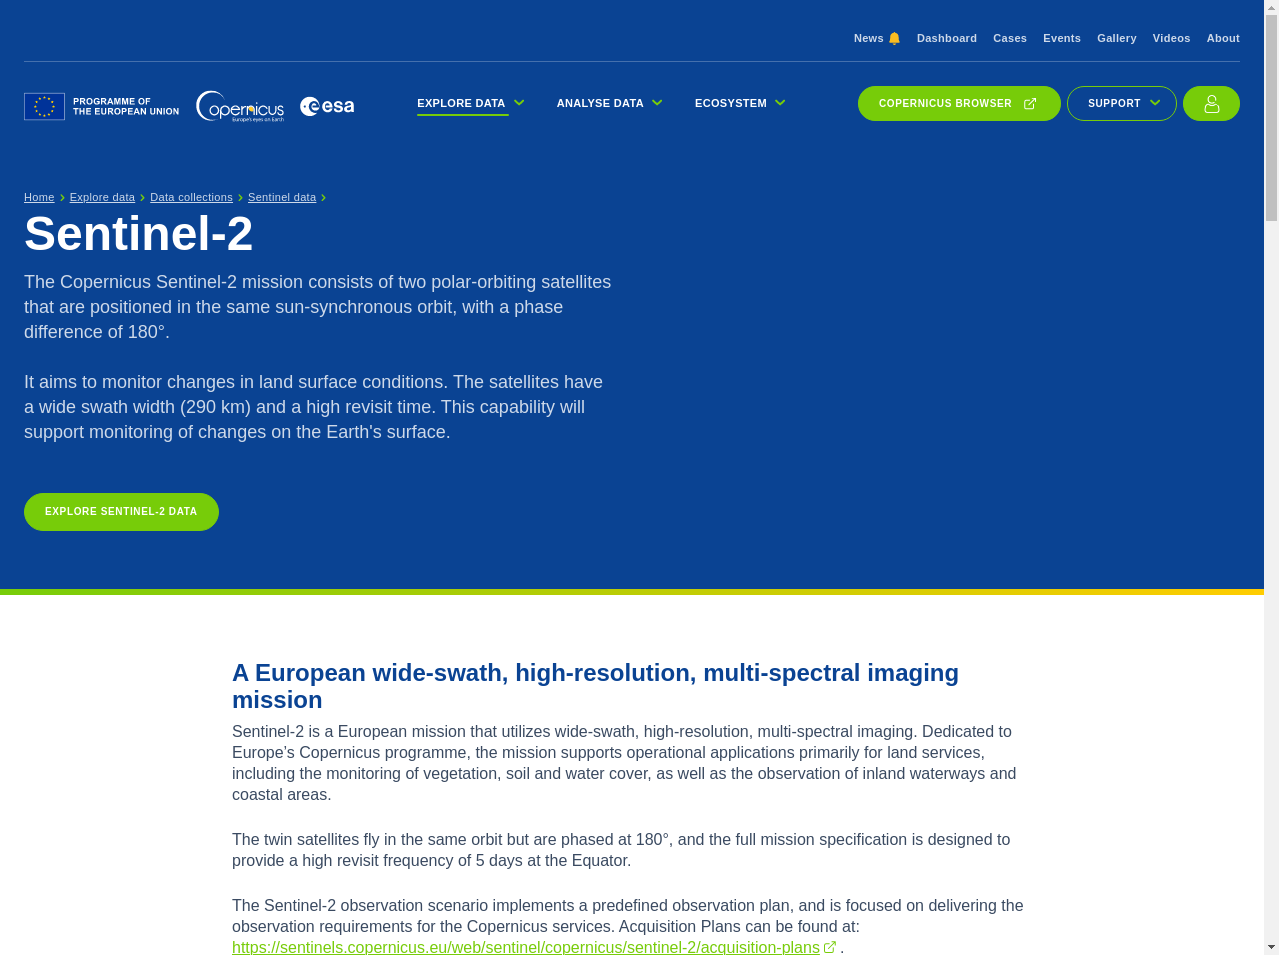 News
Dashboard
Cases
Events
Gallery
Videos
About
PROGRAMME OF
THE EUROPEAN UNION
opernicus
Europe's eyes on Earth
esa
EXPLORE DATA
ANALYSE DATA
ECOSYSTEM
COPERNICUS BROWSER
SUPPORT
Home
Explore data
Data collections
Sentinel data
Sentinel-2
The Copernicus Sentinel-2 mission consists of two polar-orbiting satellites
that are positioned in the same sun-synchronous orbit, with a phase
difference of 180°.
It aims to monitor changes in land surface conditions. The satellites have
a wide swath width (290 km) and a high revisit time. This capability will
support monitoring of changes on the Earth's surface.
EXPLORE SENTINEL-2 DATA
A European wide-swath, high-resolution, multi-spectral imaging
mission
Sentinel-2 is a European mission that utilizes wide-swath, high-resolution, multi-spectral imaging. Dedicated to
Europe’s Copernicus programme, the mission supports operational applications primarily for land services,
including the monitoring of vegetation, soil and water cover, as well as the observation of inland waterways and
coastal areas.
The twin satellites fly in the same orbit but are phased at 180°, and the full mission specification is designed to
provide a high revisit frequency of 5 days at the Equator.
The Sentinel-2 observation scenario implements a predefined observation plan, and is focused on delivering the
observation requirements for the Copernicus services. Acquisition Plans can be found at:
https://sentinels.copernicus.eu/web/sentinel/copernicus/sentinel-2/acquisition-plans .